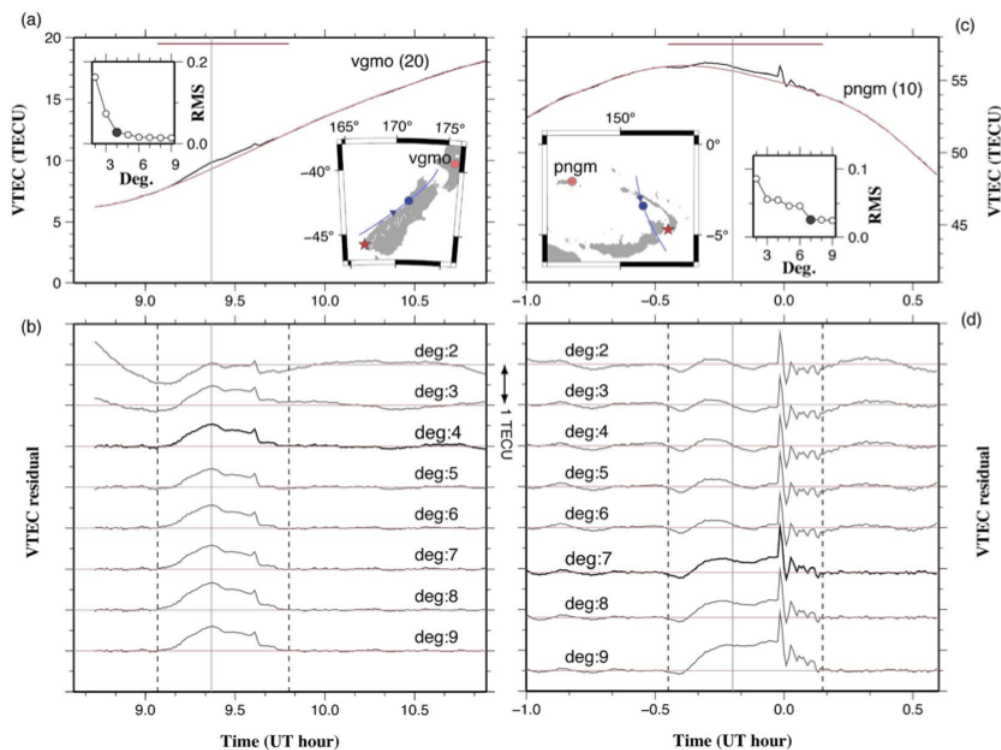 (a)
VTEC (TECU)
20
15
10
5
0
0.2
0.0
RMS
3 6 9
Deg.
vgmo (20)
165° 170° 175°
vgmo
−40°
−45°
9.0 9.5 10.0 10.5
(c)
VTEC (TECU)
55
50
45
pngm (10)
150°
0°
pngm
−5°
0.1
0.0
RMS
3 6 9
Deg.
−1.0 −0.5 0.0 0.5
(b)
VTEC residual
deg:2
deg:3
deg:4
deg:5
deg:6
deg:7
deg:8
deg:9
1 TECU
9.0 9.5 10.0 10.5
Time (UT hour)
(d)
VTEC residual
deg:2
deg:3
deg:4
deg:5
deg:6
deg:7
deg:8
deg:9
−1.0 −0.5 0.0 0.5
Time (UT hour)